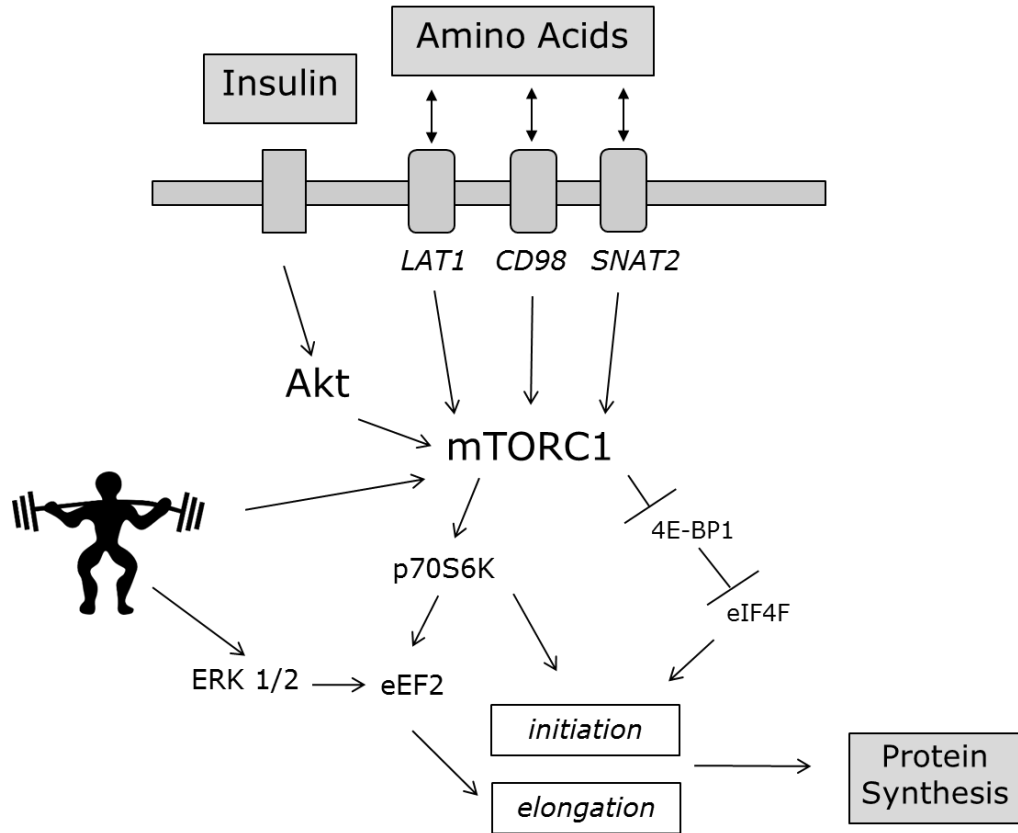 Amino Acids
Insulin
LAT1
CD98
SNAT2
Akt
mTORC1
4E-BP1
p70S6K
eIF4F
ERK 1/2
eEF2
initiation
elongation
Protein
Synthesis